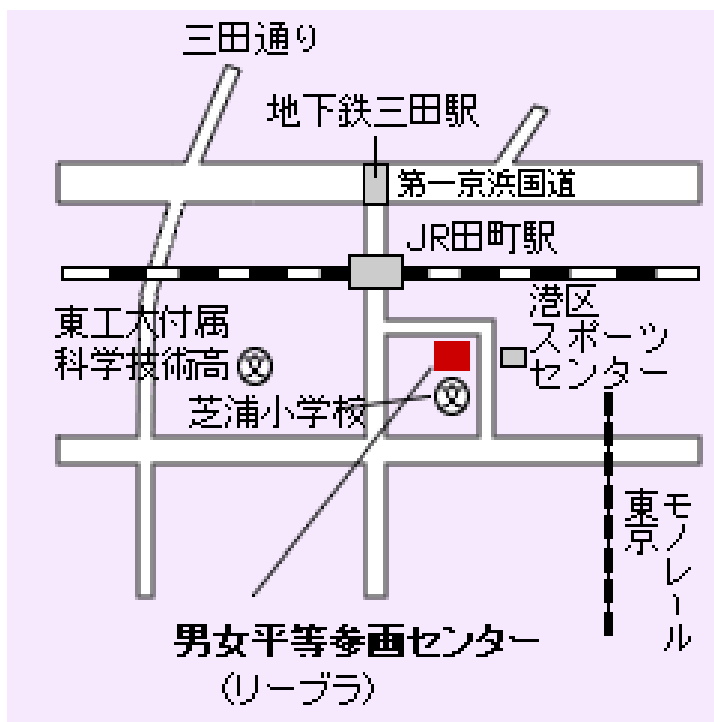 三田通り
地下鉄三田駅
第一京浜国道
JR田町駅
港区
スポーツ
センター
東工大付属
科学技術高
文
芝浦小学校
文
東京
モノレール
男女平等参画センター
(リーブラ)